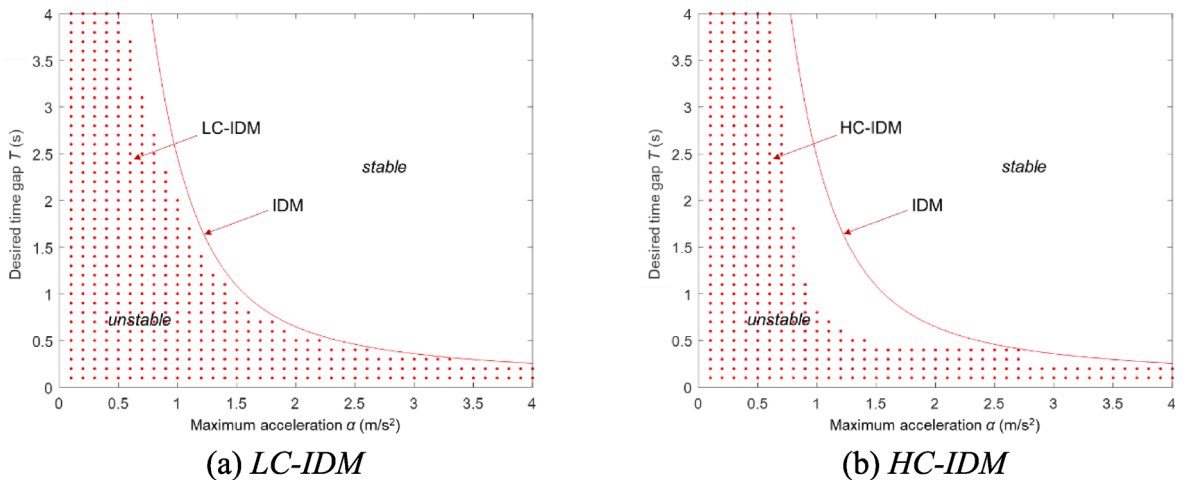 4
3.5
3
2.5
2
1.5
1
0.5
0
Desired time gap T (s)
LC-IDM
stable
IDM
unstable
0 0.5 1 1.5 2 2.5 3 3.5 4
Maximum acceleration α (m/s²)
(a) LC-IDM
4
3.5
3
2.5
2
1.5
1
0.5
0
Desired time gap T (s)
HC-IDM
stable
IDM
unstable
0 0.5 1 1.5 2 2.5 3 3.5 4
Maximum acceleration α (m/s²)
(b) HC-IDM